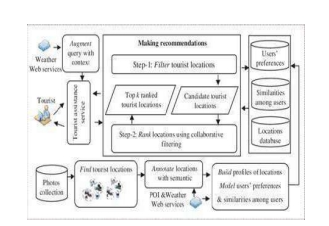 Making recommendations
Augment
query with
context
Weather
Web services
Step-1: Filter tourist locations
Users'
preferences
Top k ranked
tourist locations
Candidate tourist
locations
Similarities
among users
Tourist
Tourist assistance
service
Step-2: Rank locations using collaborative
filtering
Locations
database
Photos
collection
Find tourist locations
Annotate locations
with semantic
POI &Weather
Web services
Build profiles of locations
Model users' preferences
& similarities among users